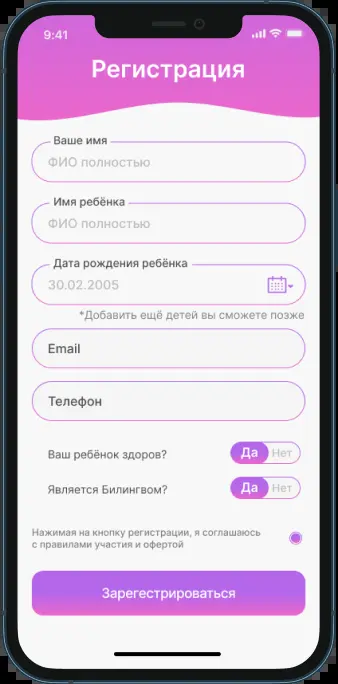 9:41
Регистрация
Ваше имя
ФИО полностью
Имя ребёнка
ФИО полностью
Дата рождения ребёнка
30.02.2005
*Добавить ещё детей вы сможете позже
Email
Телефон
Ваш ребёнок здоров? Да Нет
Является Билингвом? Да Нет
Нажимая на кнопку регистрации, я соглашаюсь
с правилами участия и офертой
Зарегестрироваться